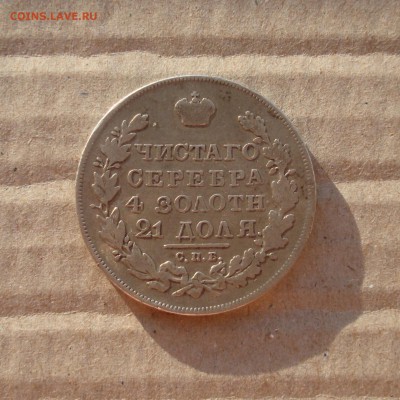 COINS.LAVE.RU
ЧИСТАГО
СЕРЕБРА
4 ЗОЛОТН
21 ДОЛЯ.
С.П.Б.